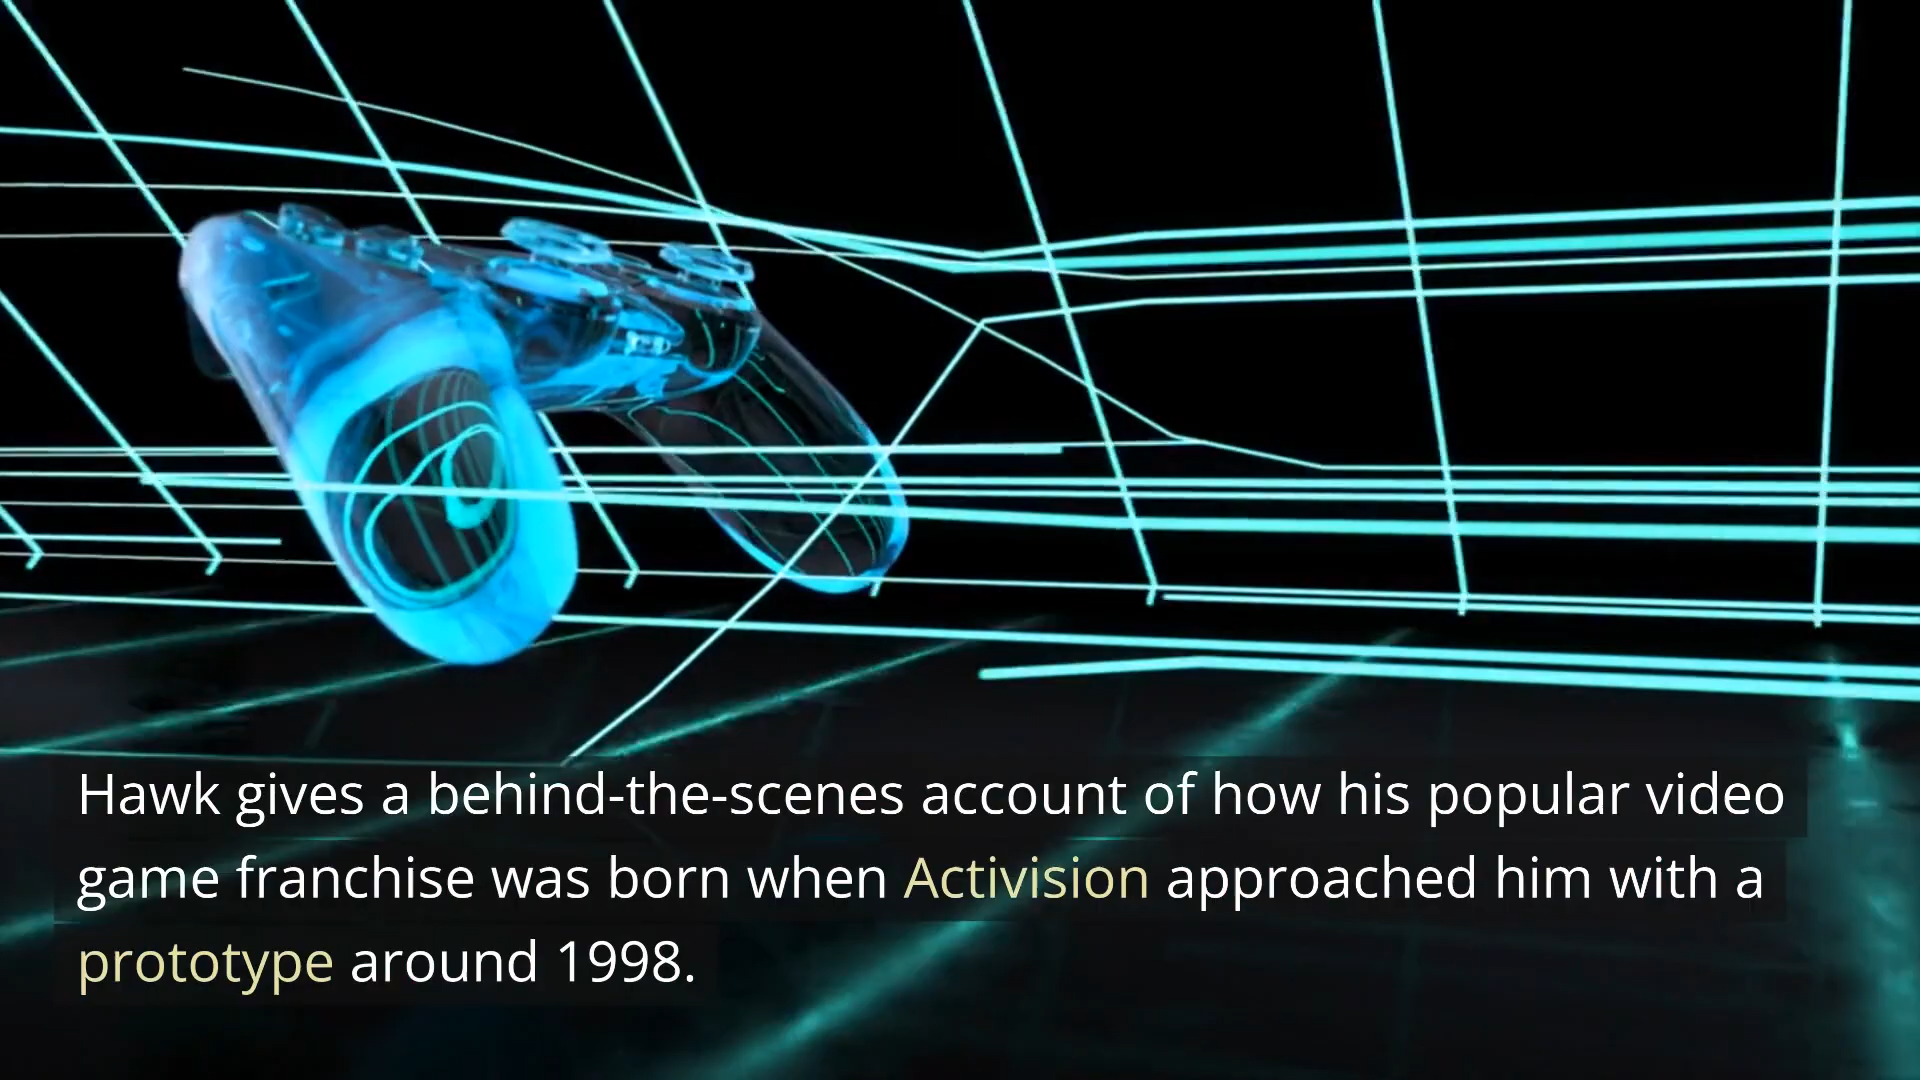 Hawk gives a behind-the-scenes account of how his popular video
game franchise was born when Activision approached him with a
prototype around 1998.